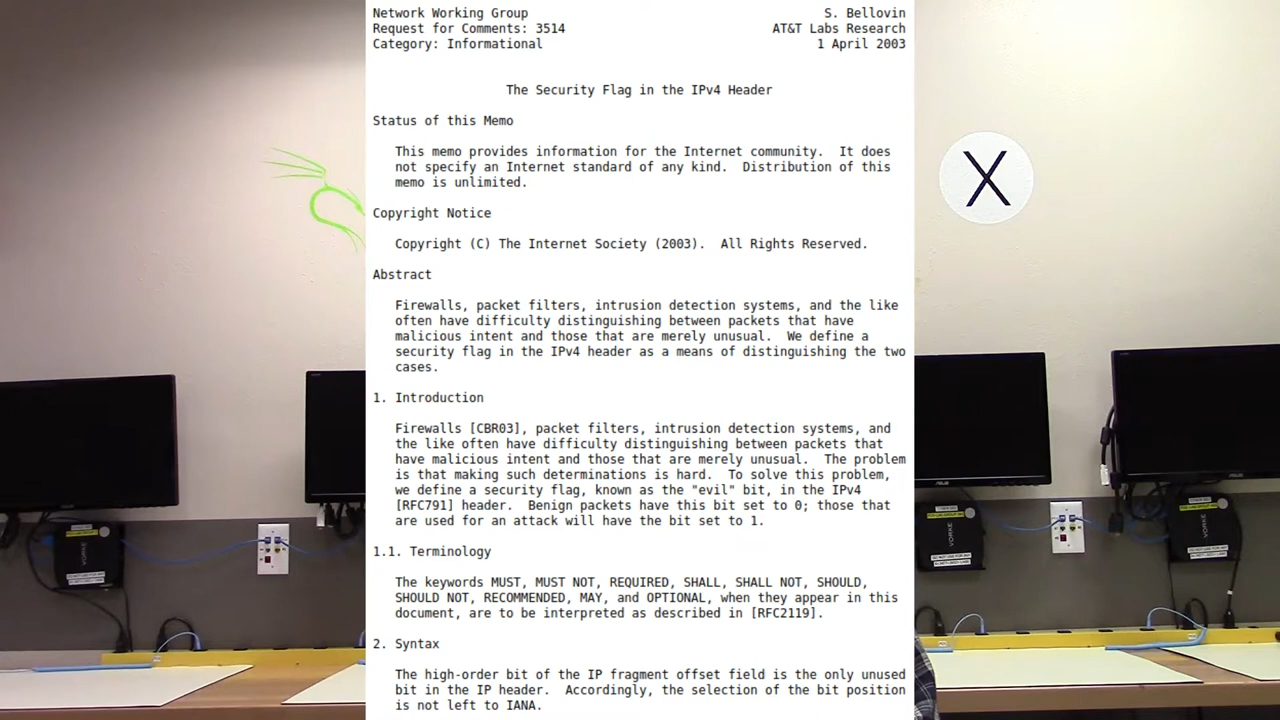 Network Working Group S. Bellovin
Request for Comments: 3514 AT&T Labs Research
Category: Informational 1 April 2003
The Security Flag in the IPv4 Header
Status of this Memo
This memo provides information for the Internet community. It does
not specify an Internet standard of any kind. Distribution of this
memo is unlimited.
Copyright Notice
Copyright (C) The Internet Society (2003). All Rights Reserved.
Abstract
Firewalls, packet filters, intrusion detection systems, and the like
often have difficulty distinguishing between packets that have
malicious intent and those that are merely unusual. We define a
security flag in the IPv4 header as a means of distinguishing the two
cases.
1. Introduction
Firewalls [CBR03], packet filters, intrusion detection systems, and
the like often have difficulty distinguishing between packets that
have malicious intent and those that are merely unusual. The problem
is that making such determinations is hard. To solve this problem,
we define a security flag, known as the "evil" bit, in the IPv4
[RFC791] header. Benign packets have this bit set to 0; those that
are used for an attack will have the bit set to 1.
1.1. Terminology
The keywords MUST, MUST NOT, REQUIRED, SHALL, SHALL NOT, SHOULD,
SHOULD NOT, RECOMMENDED, MAY, and OPTIONAL, when they appear in this
document, are to be interpreted as described in [RFC2119].
2. Syntax
The high-order bit of the IP fragment offset field is the only unused
bit in the IP header. Accordingly, the selection of the bit position
is not left to IANA.
X
VORKE
VORKE
VORKE